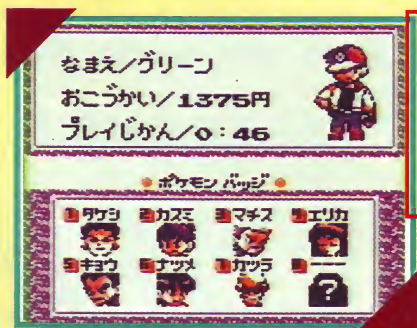 なまえ/グリーン
おこづかい/1375円
プレイじかん/0:46
ポケモン バッジ
1 タケシ 2 カスミ 3 マチス 4 エリカ
5 キョウ 6 ナツメ 7 カツラ 8 ---
?